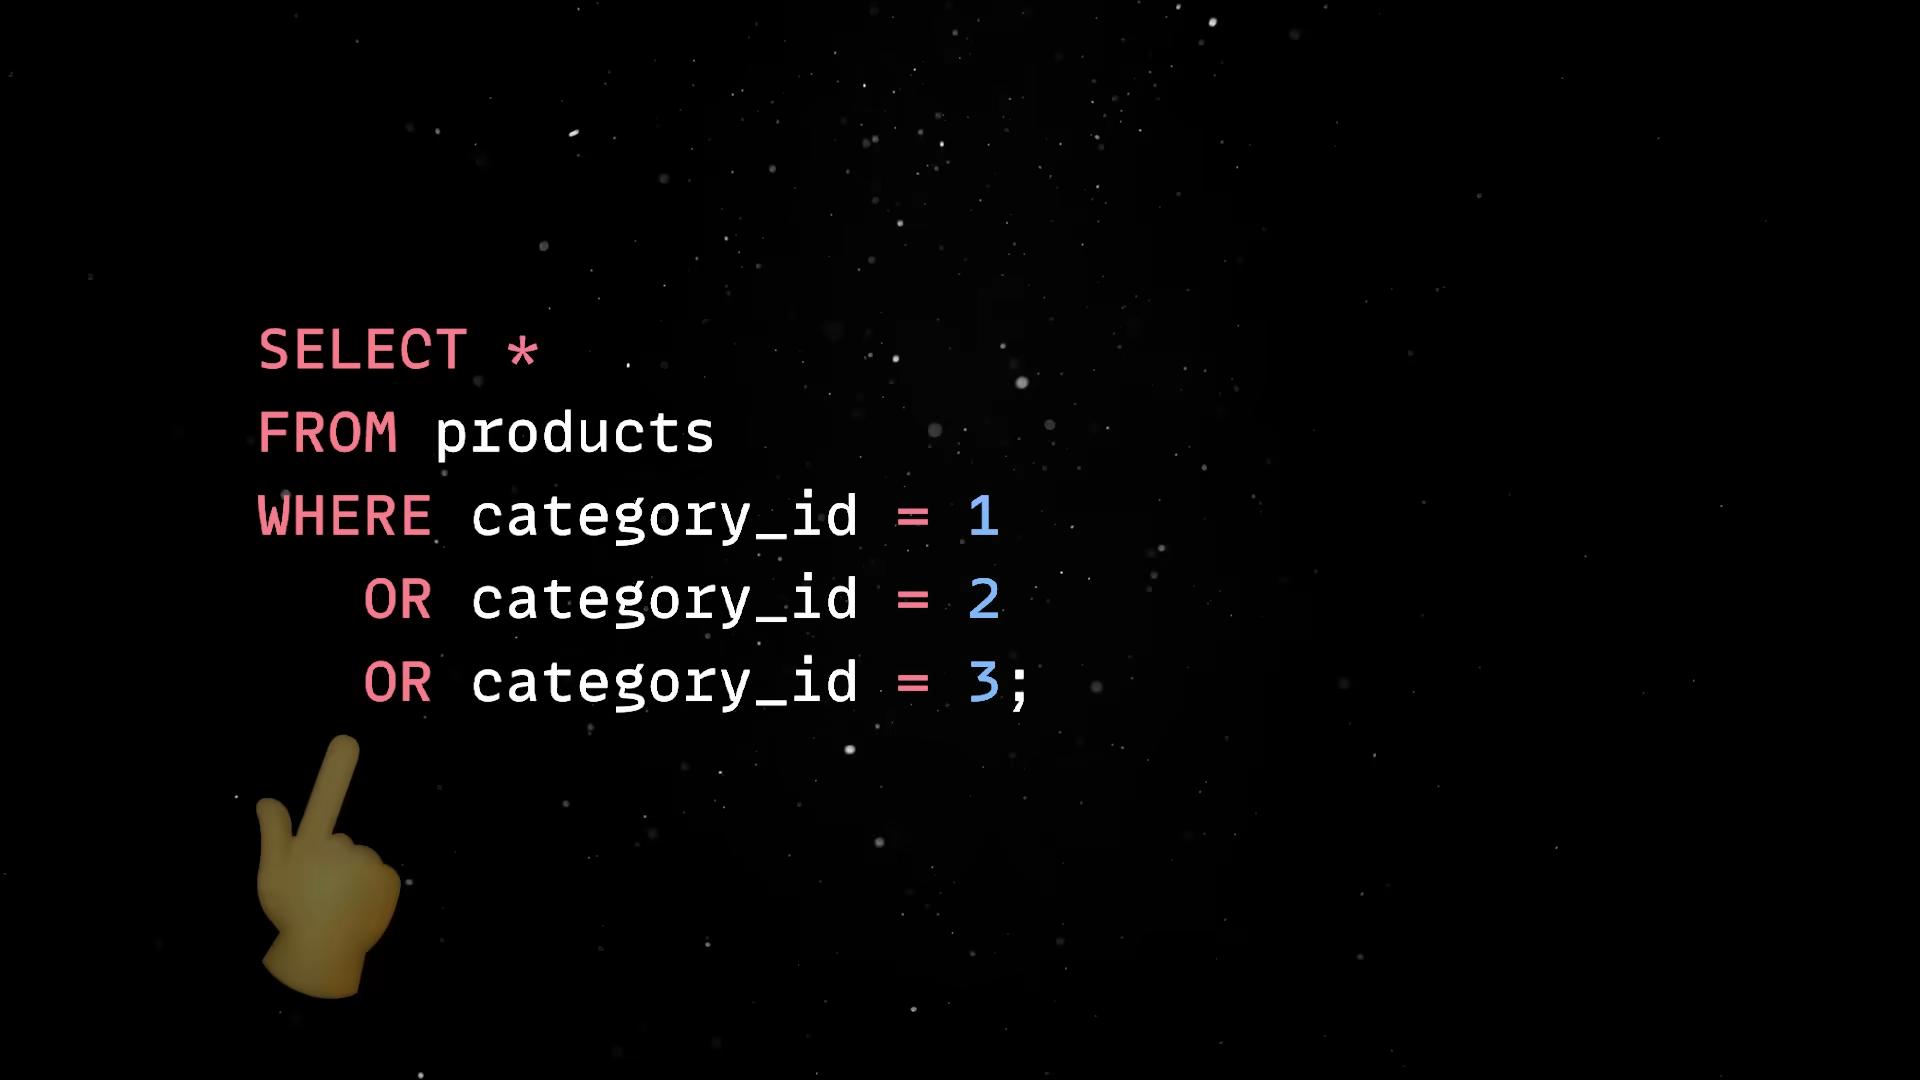 SELECT *
FROM products
WHERE category_id = 1
OR category_id = 2
OR category_id = 3;